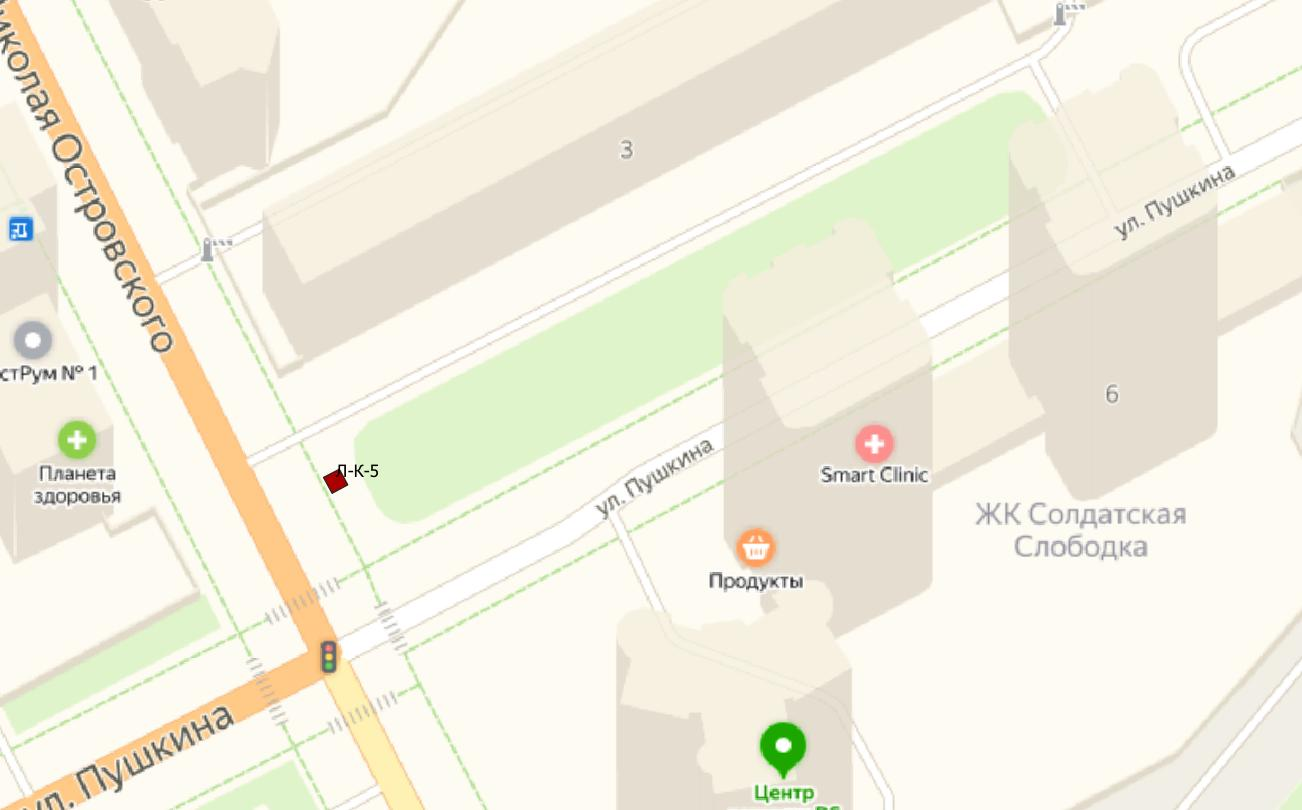 Николая Островского
3
ул. Пушкина
стРум № 1
Планета
здоровья
Л-К-5
ул. Пушкина
Smart Clinic
6
ЖК Солдатская
Слободка
Продукты
ул. Пушкина
Центр